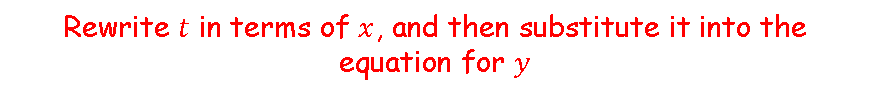 Rewrite t in terms of x, and then substitute it into the
equation for y